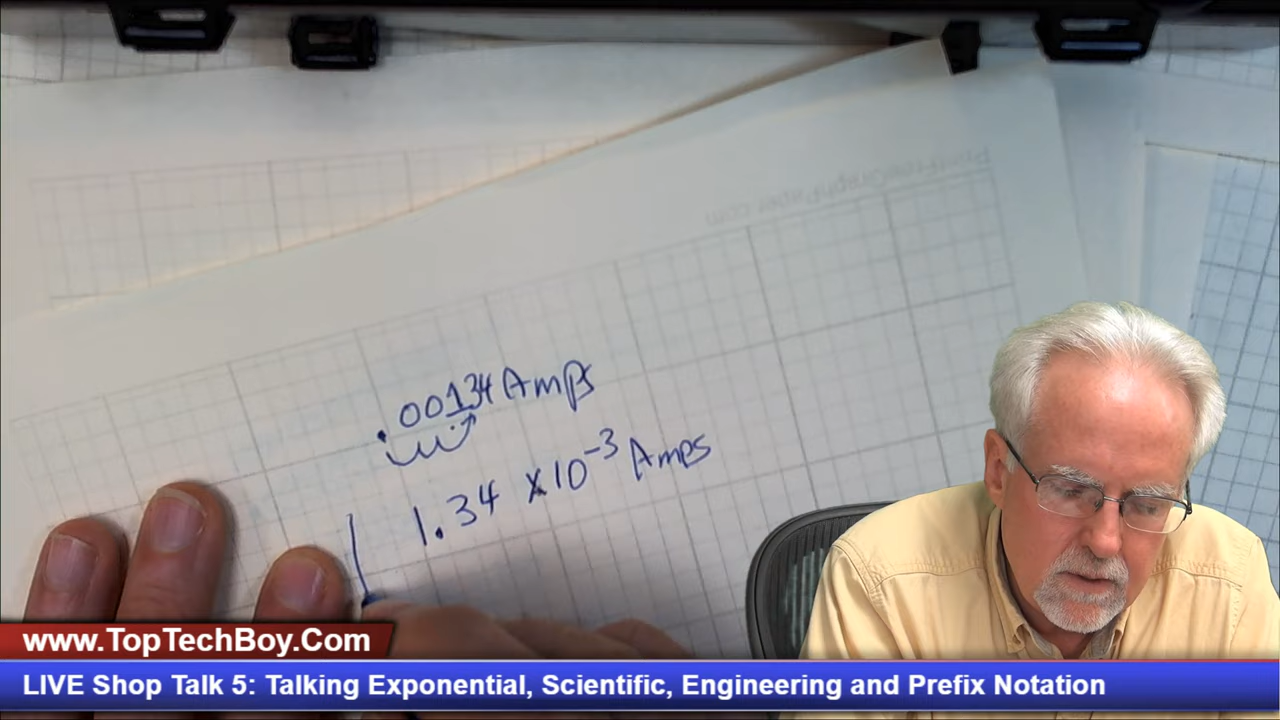 .00134 Amps
1.34 x10⁻³ Amps
www.TopTechBoy.Com
LIVE Shop Talk 5: Talking Exponential, Scientific, Engineering and Prefix Notation